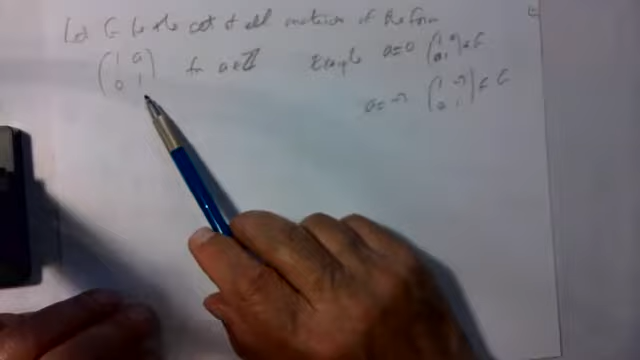 Let G be the set of all matrices of the form
( 1 a
0 1 ) for a ∈ ℤ Example a=0 ( 1 0
0 1 ) ∈ G
( 1
0 1 ) ∈ G